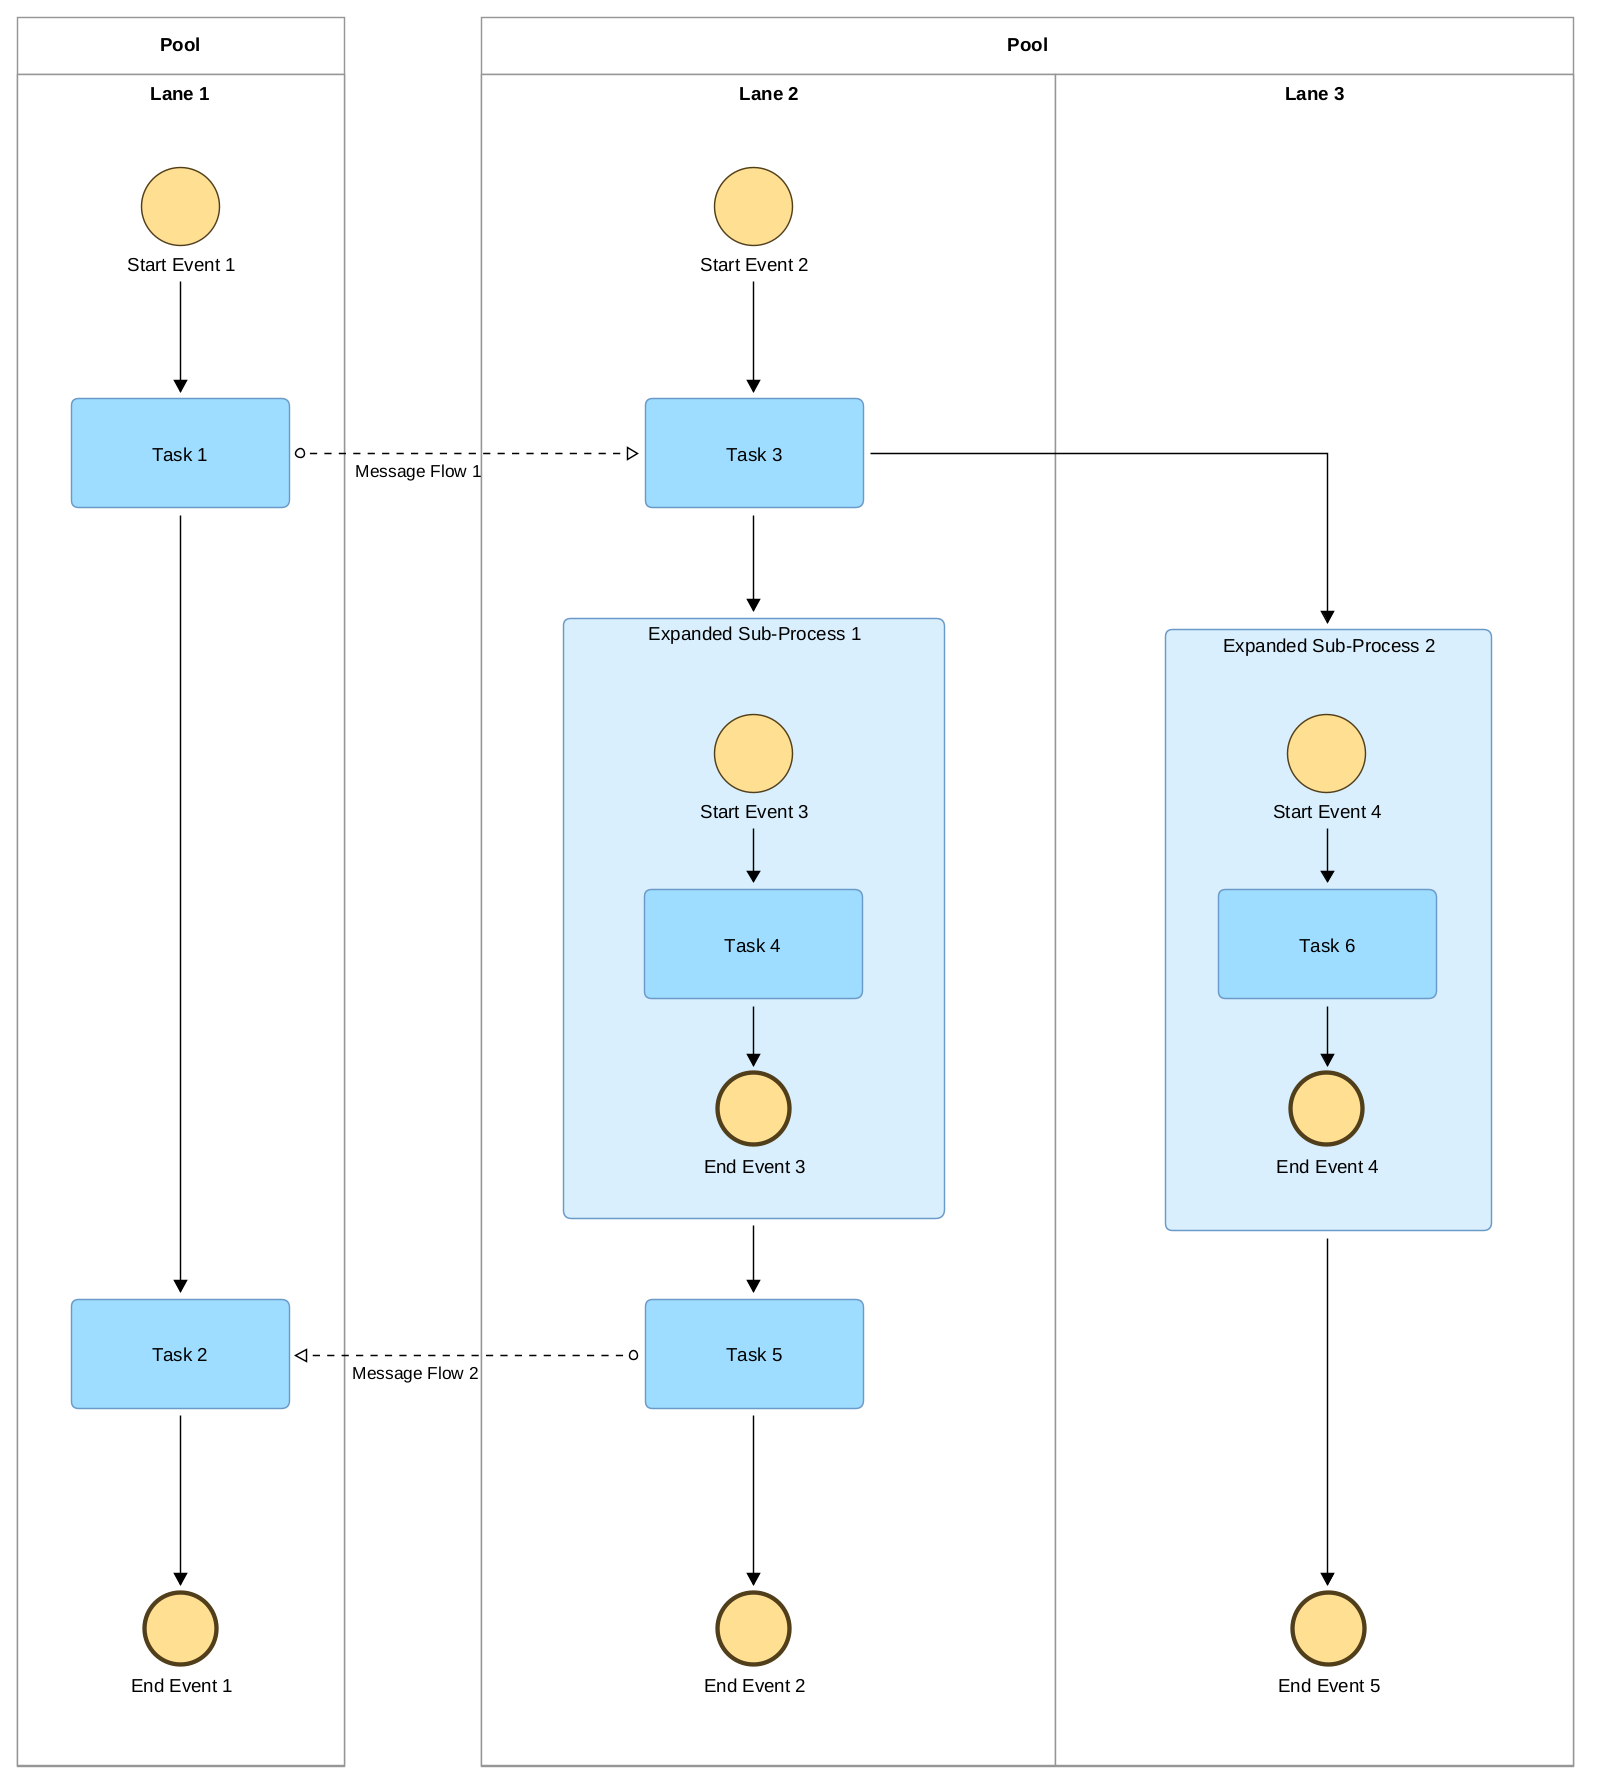 Pool
Pool
Lane 1
Lane 2
Lane 3
Start Event 1
Start Event 2
Task 1
Message Flow 1
Task 3
Expanded Sub-Process 1
Expanded Sub-Process 2
Start Event 3
Start Event 4
Task 4
Task 6
End Event 3
End Event 4
Task 2
Message Flow 2
Task 5
End Event 1
End Event 2
End Event 5